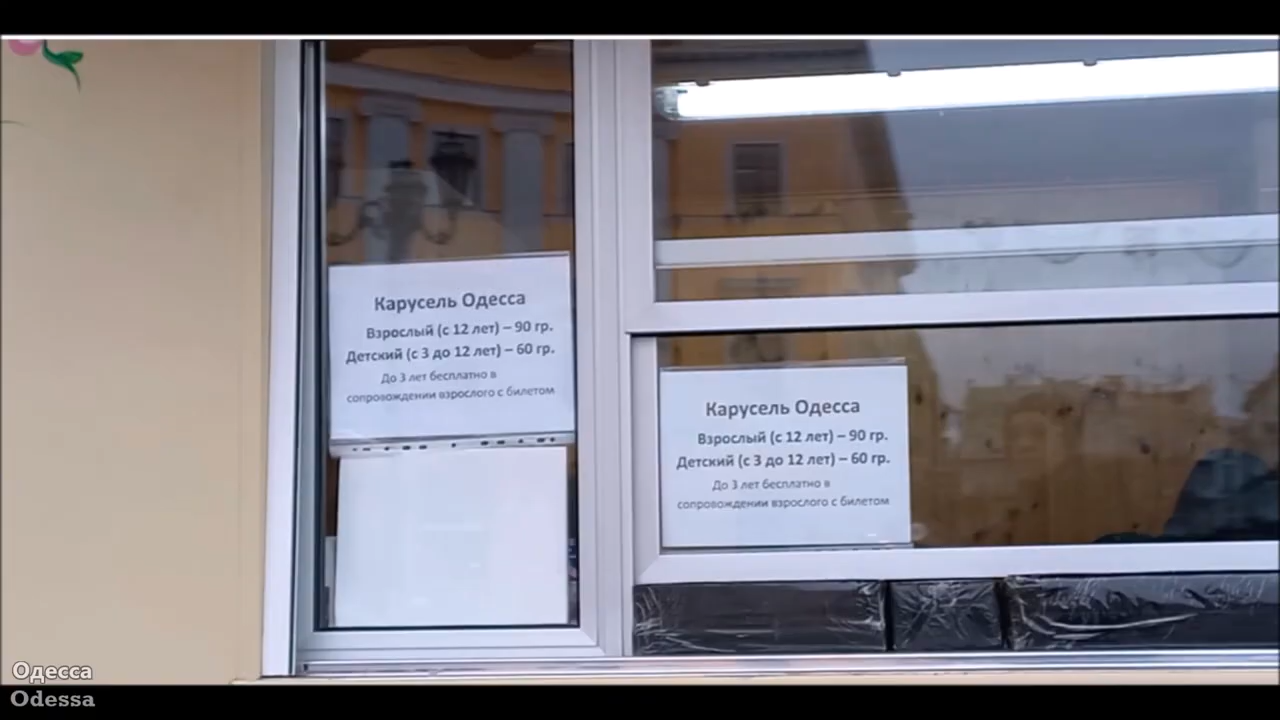 Карусель Одесса
Взрослый (с 12 лет) – 90 гр.
Детский (с 3 до 12 лет) – 60 гр.
До 3 лет бесплатно в
сопровождении взрослого с билетом
Карусель Одесса
Взрослый (с 12 лет) – 90 гр.
Детский (с 3 до 12 лет) – 60 гр.
До 3 лет бесплатно в
сопровождении взрослого с билетом
Одесса
Odessa